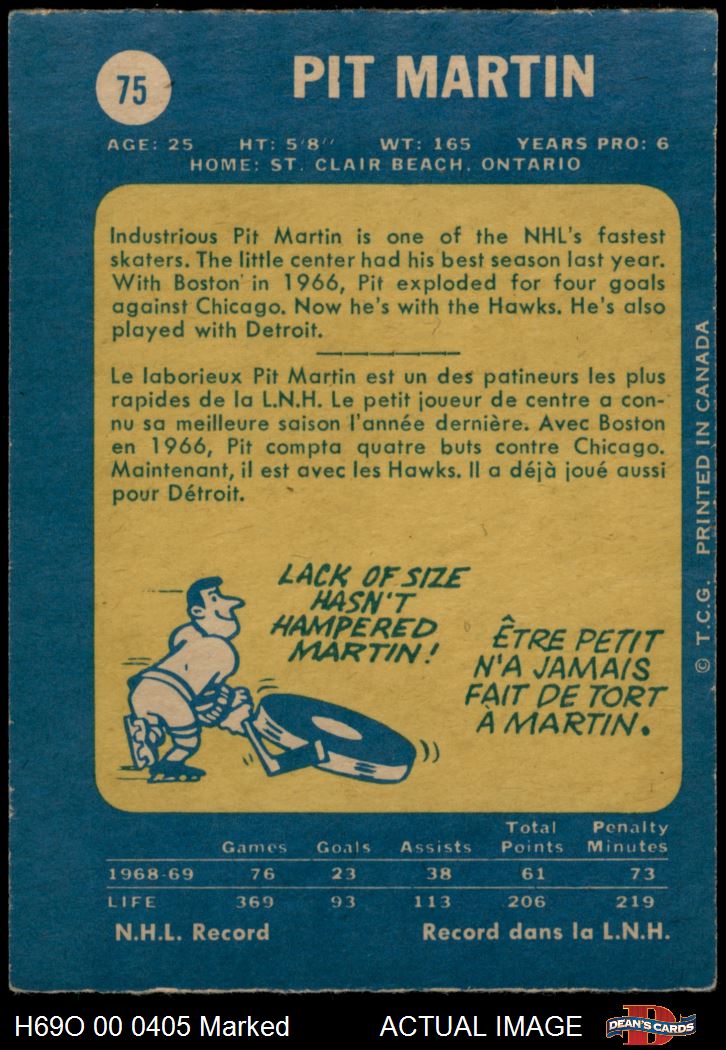 75
PIT MARTIN
AGE: 25 HT: 5'8'' WT: 165 YEARS PRO: 6
HOME: ST. CLAIR BEACH, ONTARIO
Industrious Pit Martin is one of the NHL's fastest
skaters. The little center had his best season last year.
With Boston in 1966, Pit exploded for four goals
against Chicago. Now he's with the Hawks. He's also
played with Detroit.
Le laborieux Pit Martin est un des patineurs les plus
rapides de la L.N.H. Le petit joueur de centre a con-
nu sa meilleure saison l'année dernière. Avec Boston
en 1966, Pit compta quatre buts contre Chicago.
Maintenant, il est avec les Hawks. Il a déjà joué aussi
pour Détroit.
LACK OF SIZE
HASN'T
HAMPERED
MARTIN!
ÊTRE PETIT
N'A JAMAIS
FAIT DE TORT
À MARTIN.
© T.C.G. PRINTED IN CANADA
Games Goals Assists Total Points Penalty Minutes
1968-69 76 23 38 61 73
LIFE 369 93 113 206 219
N.H.L. Record Record dans la L.N.H.
H69O 00 0405 Marked ACTUAL IMAGE
D
DEAN'S CARDS